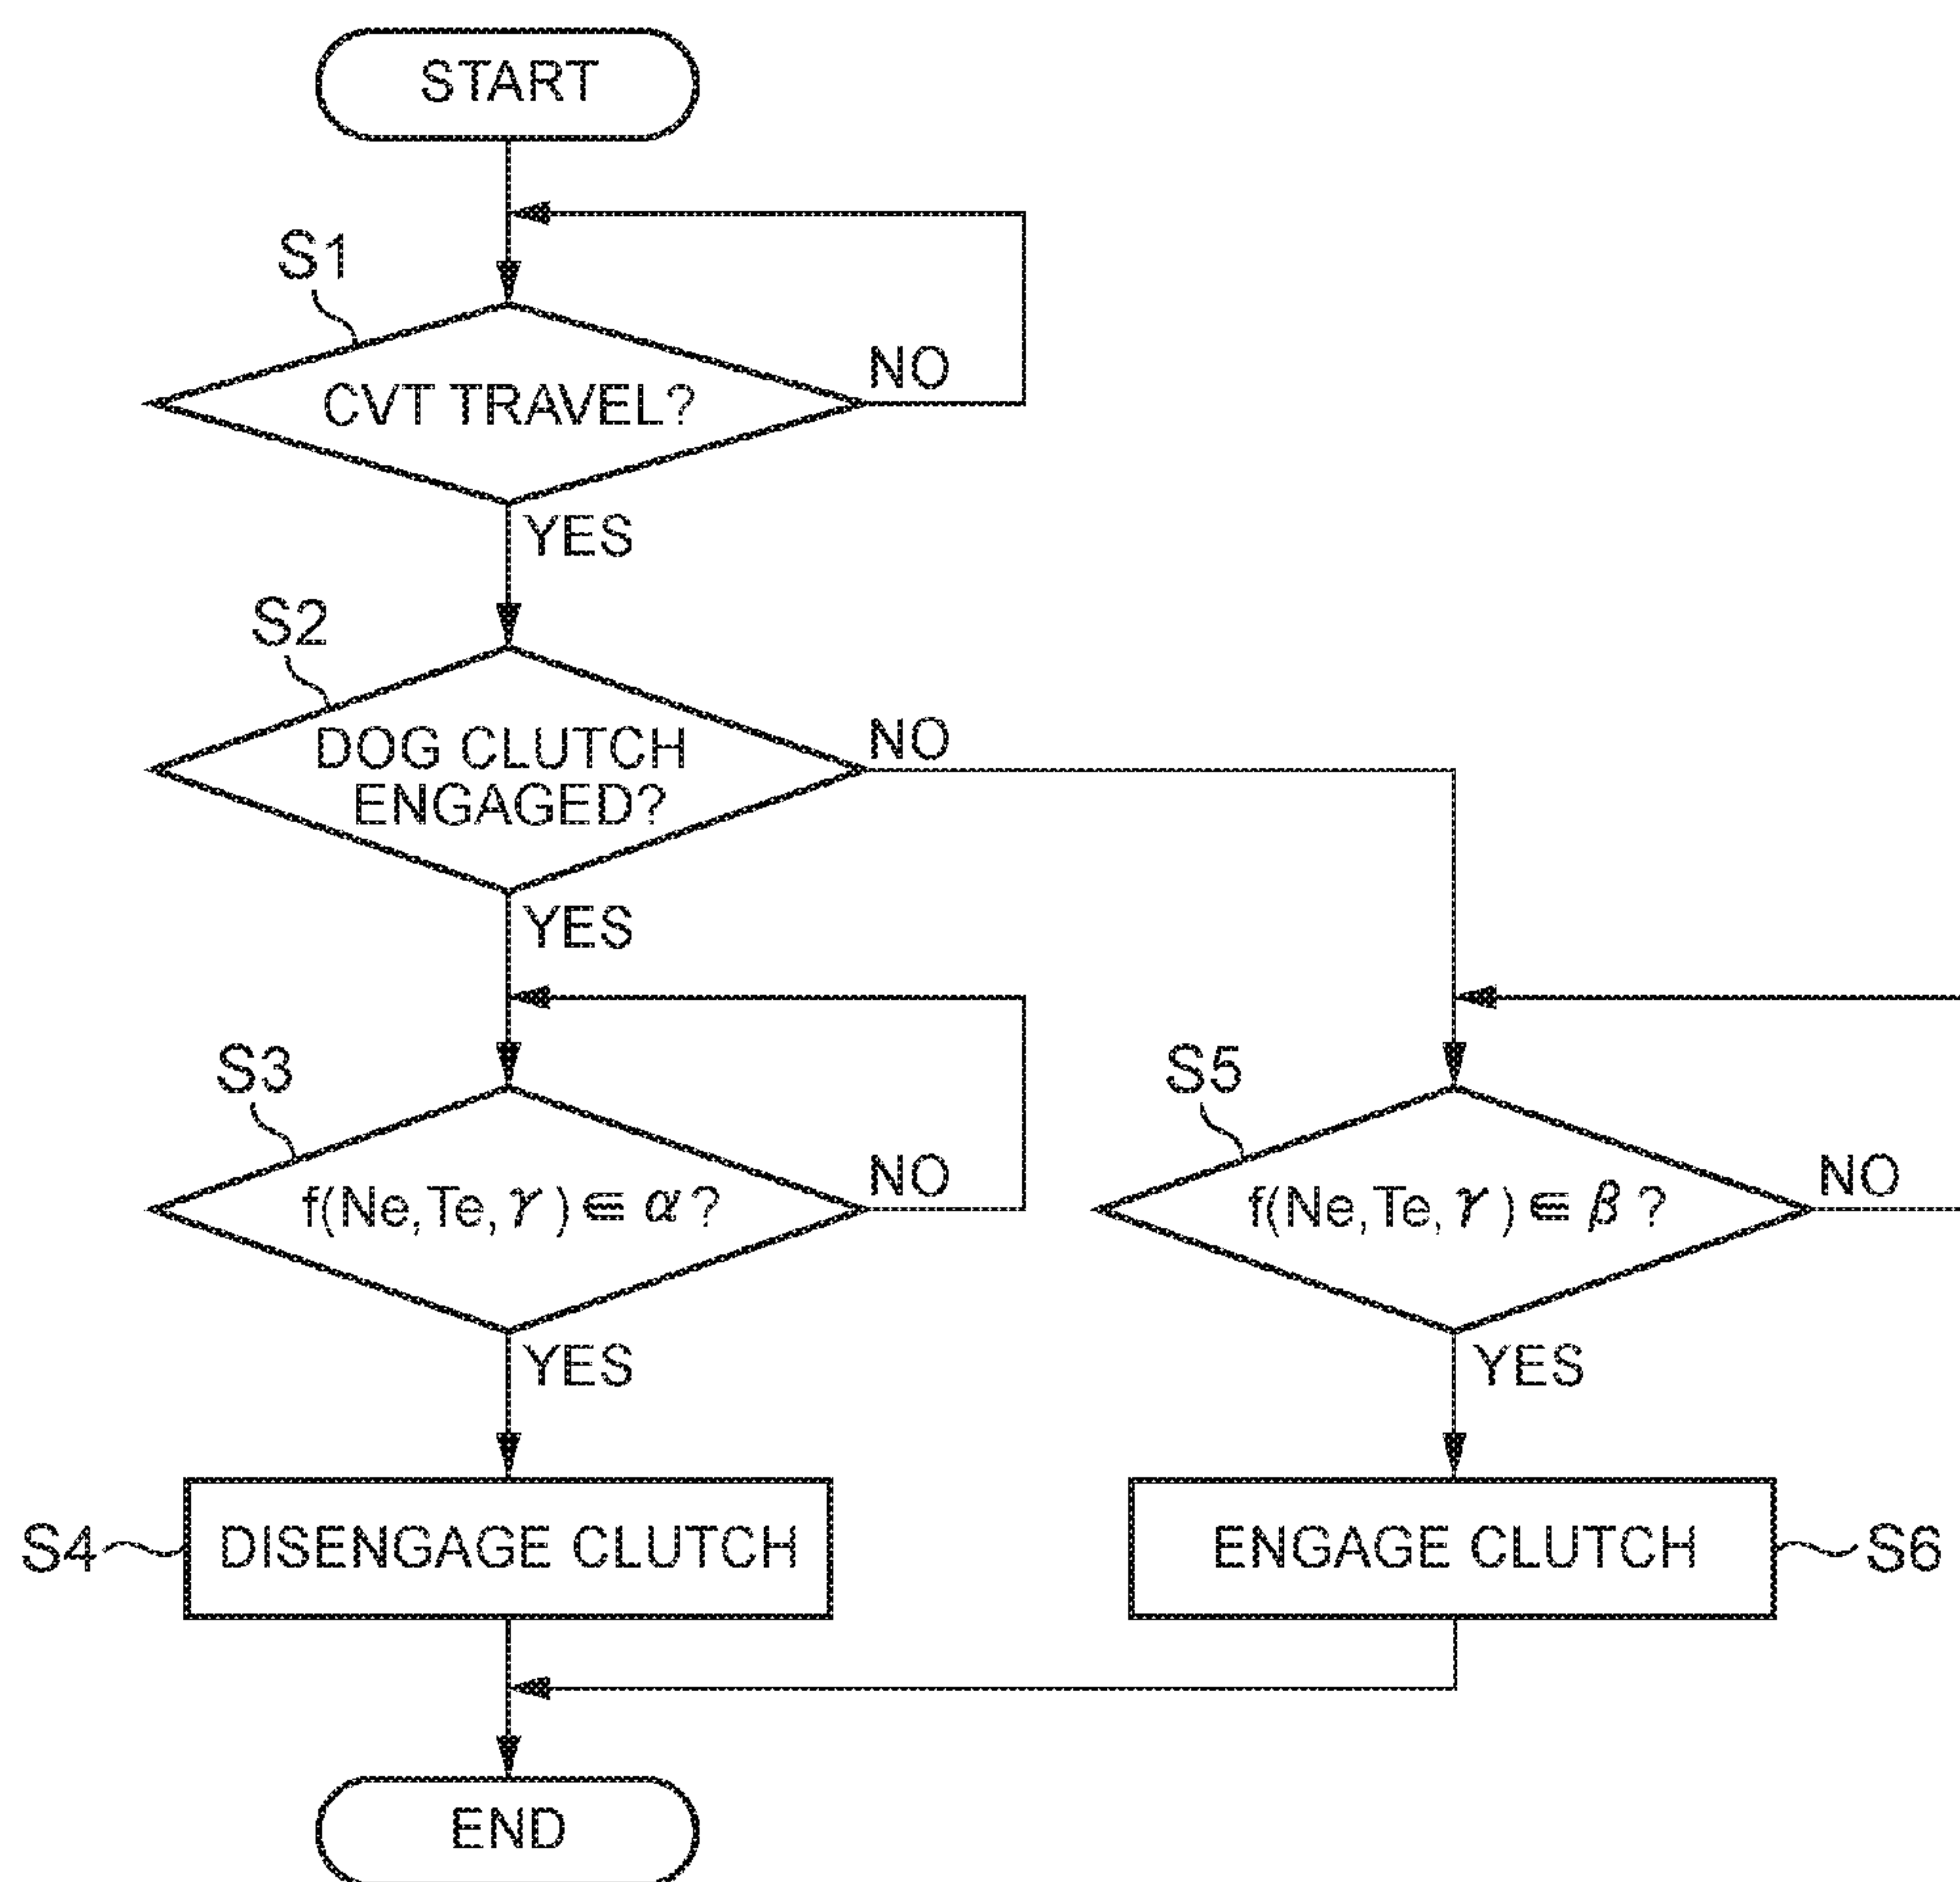 START
S1
CVT TRAVEL?
NO
YES
S2
DOG CLUTCH
ENGAGED?
NO
YES
S3
f(Ne,Te,γ)∈α?
NO
YES
S4
DISENGAGE CLUTCH
S5
f(Ne,Te,γ)∈β?
NO
YES
ENGAGE CLUTCH
S6
END